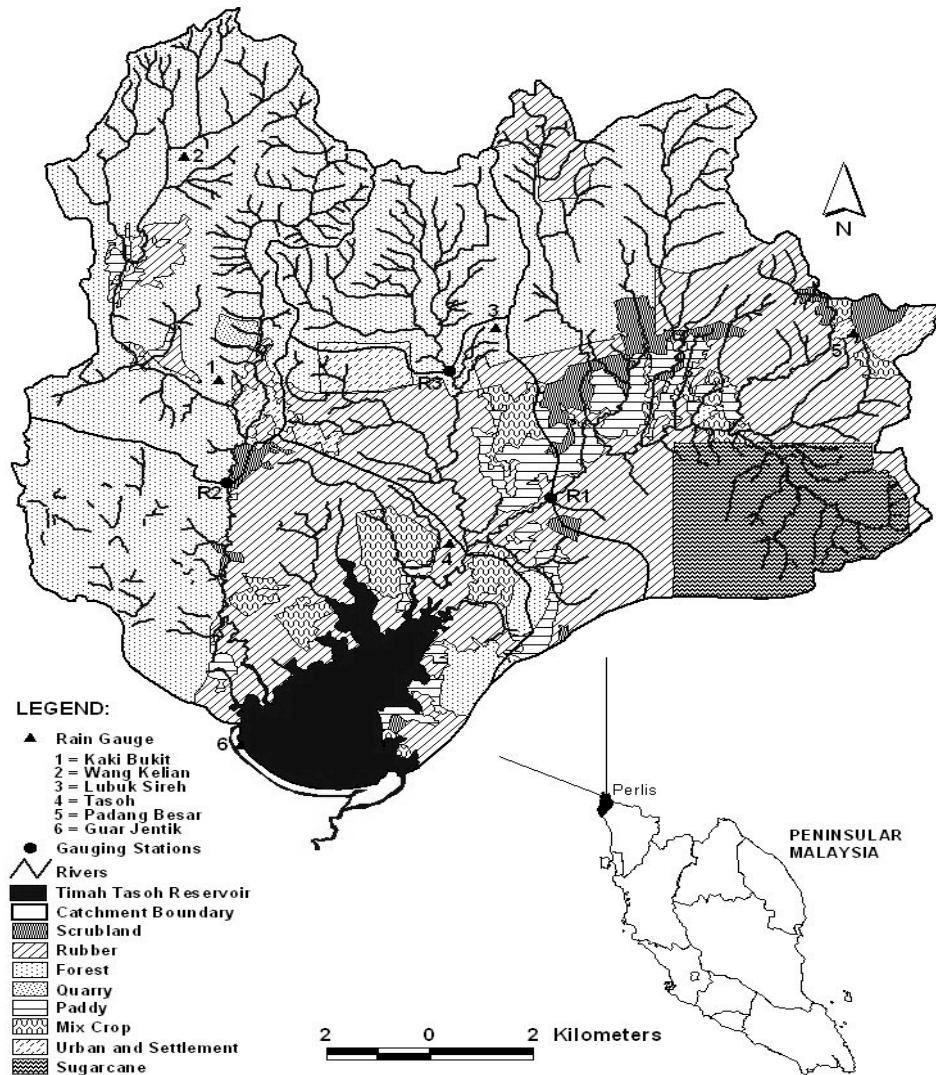 2
N
3
5
1
R3
R2
R1
4
6
LEGEND:
Rain Gauge
1 = Kaki Bukit
2 = Wang Kelian
3 = Lubuk Sireh
4 = Tasoh
5 = Padang Besar
6 = Guar Jentik
Gauging Stations
Rivers
Timah Tasoh Reservoir
Catchment Boundary
Scrubland
Rubber
Forest
Quarry
Paddy
Mix Crop
Urban and Settlement
Sugarcane
2 0 2 Kilometers
Perlis
PENINSULAR
MALAYSIA